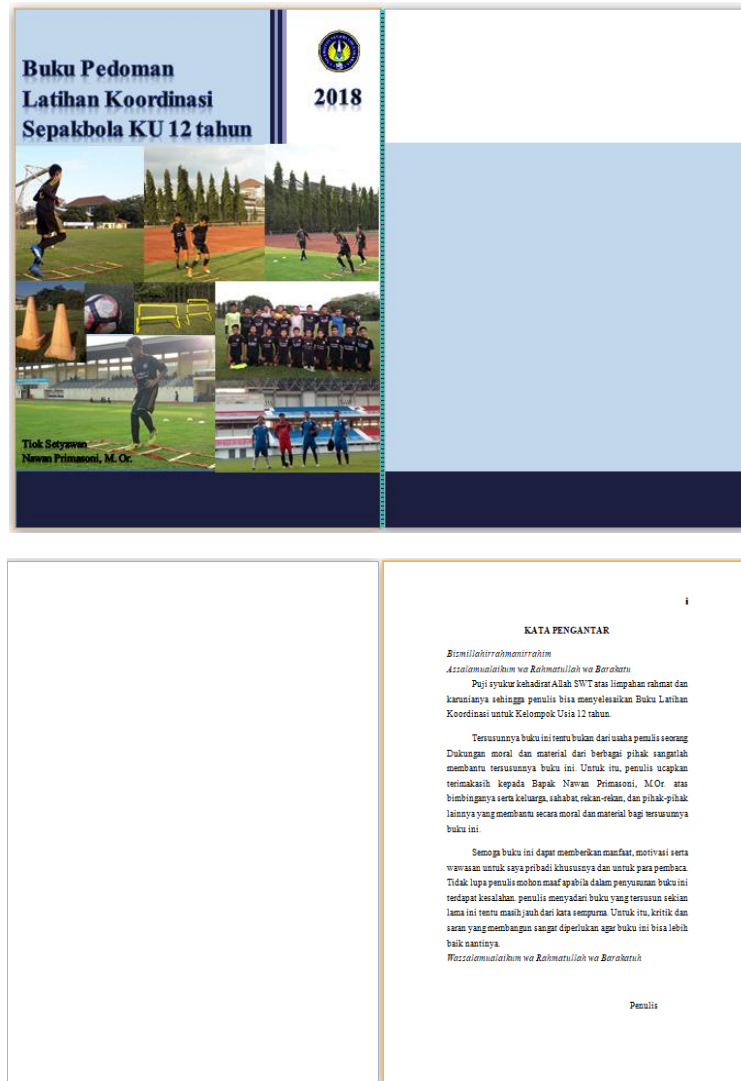 Buku Pedoman
Latihan Koordinasi
Sepakbola KU 12 tahun
2018
Tiok Setyawan
Nawan Primasoni, M. Or.
i
KATA PENGANTAR
Bizmillahirrahmanirrahim
Assalamualaikum wa Rahmatullah wa Barakatu
Puji syukur kehadirat Allah SWT atas limpahan rahmat dan
karunianya sehingga penulis bisa menyelesaikan Buku Latihan
Koordinasi untuk Kelompok Usia 12 tahun.
Tersusunnya buku ini tentu bukan dari usaha penulis seorang
Dukungan moral dan material dari berbagai pihak sangatlah
membantu tersusunnya buku ini. Untuk itu, penulis ucapkan
terimakasih kepada Bapak Nawan Primasoni, M.Or. atas
bimbinganya serta keluarga, sahabat, rekan-rekan, dan pihak-pihak
lainnya yang membantu secara moral dan material bagi tersusunnya
buku ini.
Semoga buku ini dapat memberikan manfaat, motivasi serta
wawasan untuk saya pribadi khususnya dan untuk para pembaca.
Tidak lupa penulis mohon maaf apabila dalam penyusunan buku ini
terdapat kesalahan. penulis menyadari buku yang tersusun sekian
lama ini tentu masih jauh dari kata sempurna. Untuk itu, kritik dan
saran yang membangun sangat diperlukan agar buku ini bisa lebih
baik nantinya.
Wassalamualaikum wa Rahmatullah wa Barakatuh
Penulis